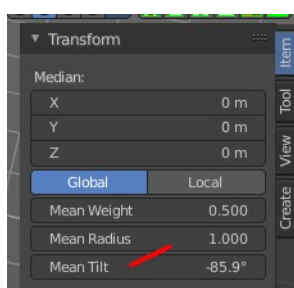 Transform
Item
Tool
View
Create
Median:
X 0 m
Y 0 m
Z 0 m
Global Local
Mean Weight 0.500
Mean Radius 1.000
Mean Tilt -85.9°